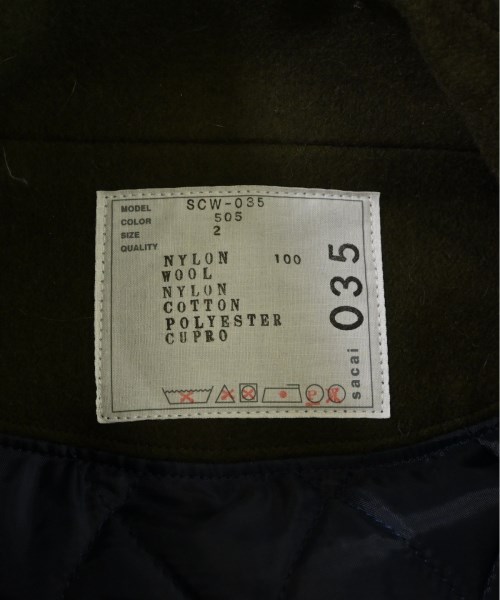 MODEL SCW-035
COLOR 505
SIZE 2
QUALITY
NYLON 100
WOOL
NYLON
COTTON
POLYESTER
CUPRO
sacai 035
P